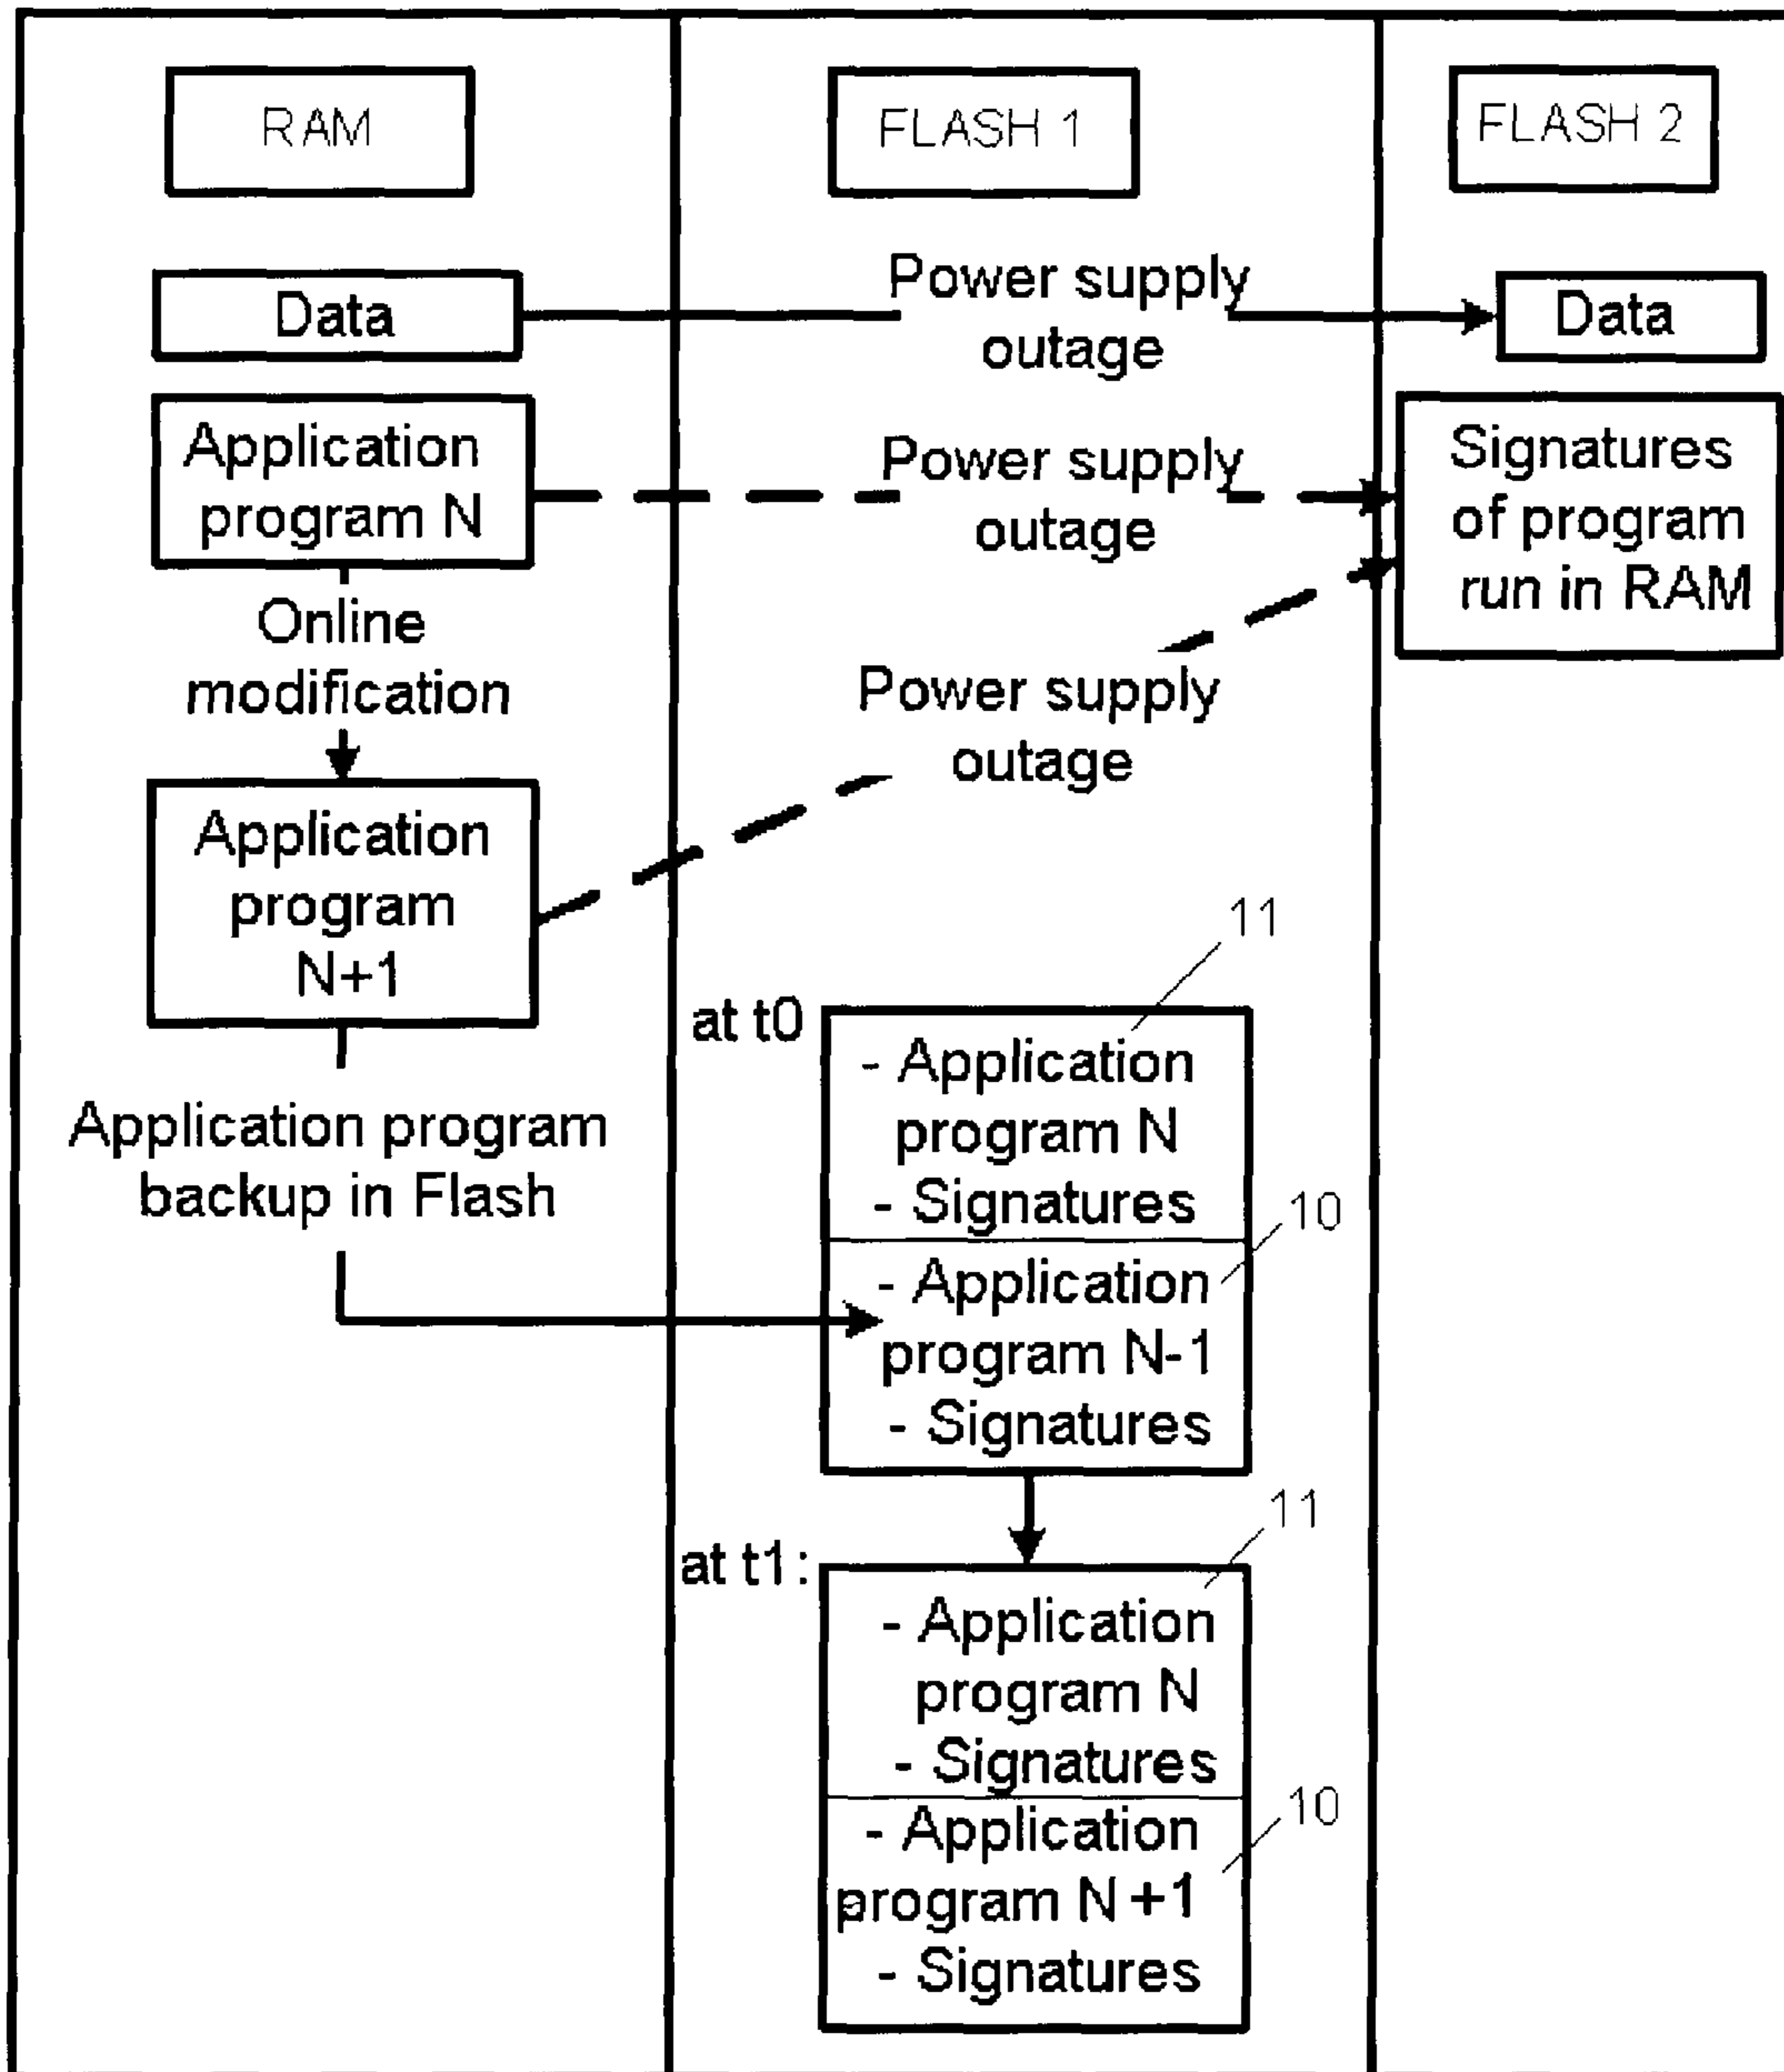 RAM
FLASH 1
FLASH 2
Data
Power supply
outage
Data
Application
program N
Power supply
outage
Signatures
of program
run in RAM
Online
modification
Power supply
outage
Application
program
N+1
11
at t0
- Application
program N
- Signatures
Application program
backup in Flash
10
- Application
program N-1
- Signatures
11
at t1:
- Application
program N
- Signatures
10
- Application
program N+1
- Signatures